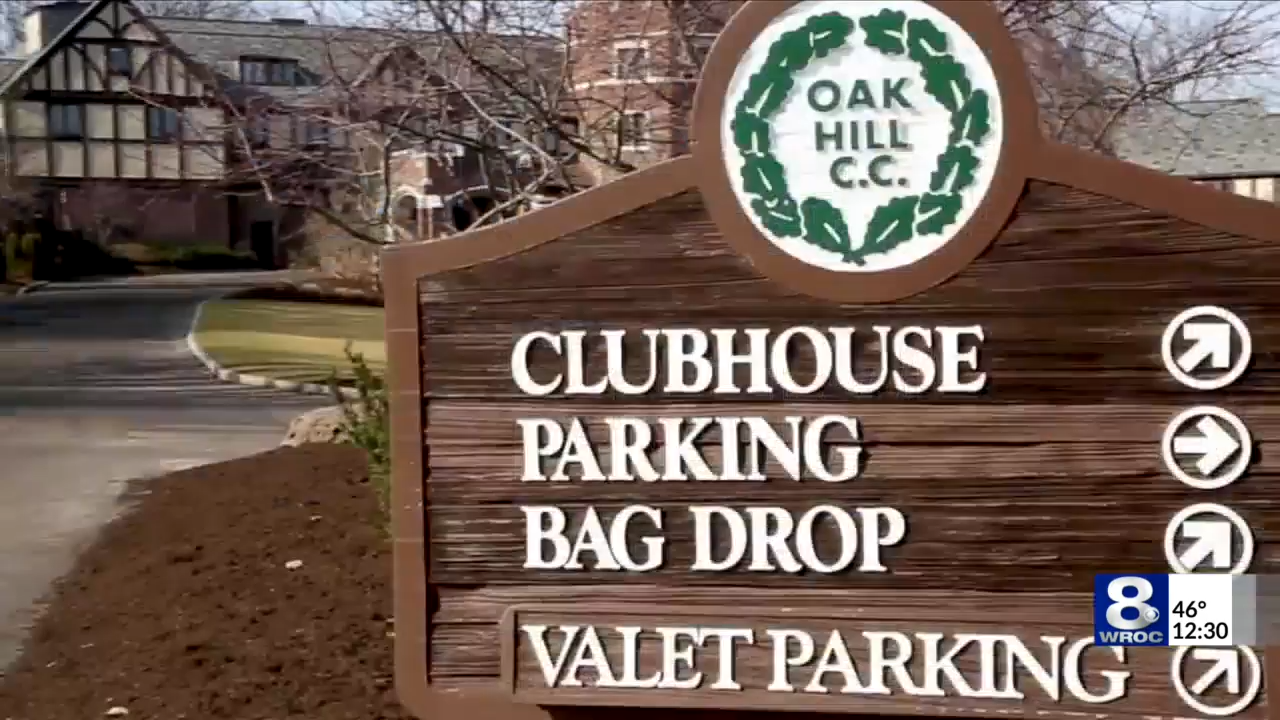 OAK
HILL
C.C.
CLUBHOUSE
PARKING
BAG DROP
VALET PARKING
8
WROC
46°
12:30